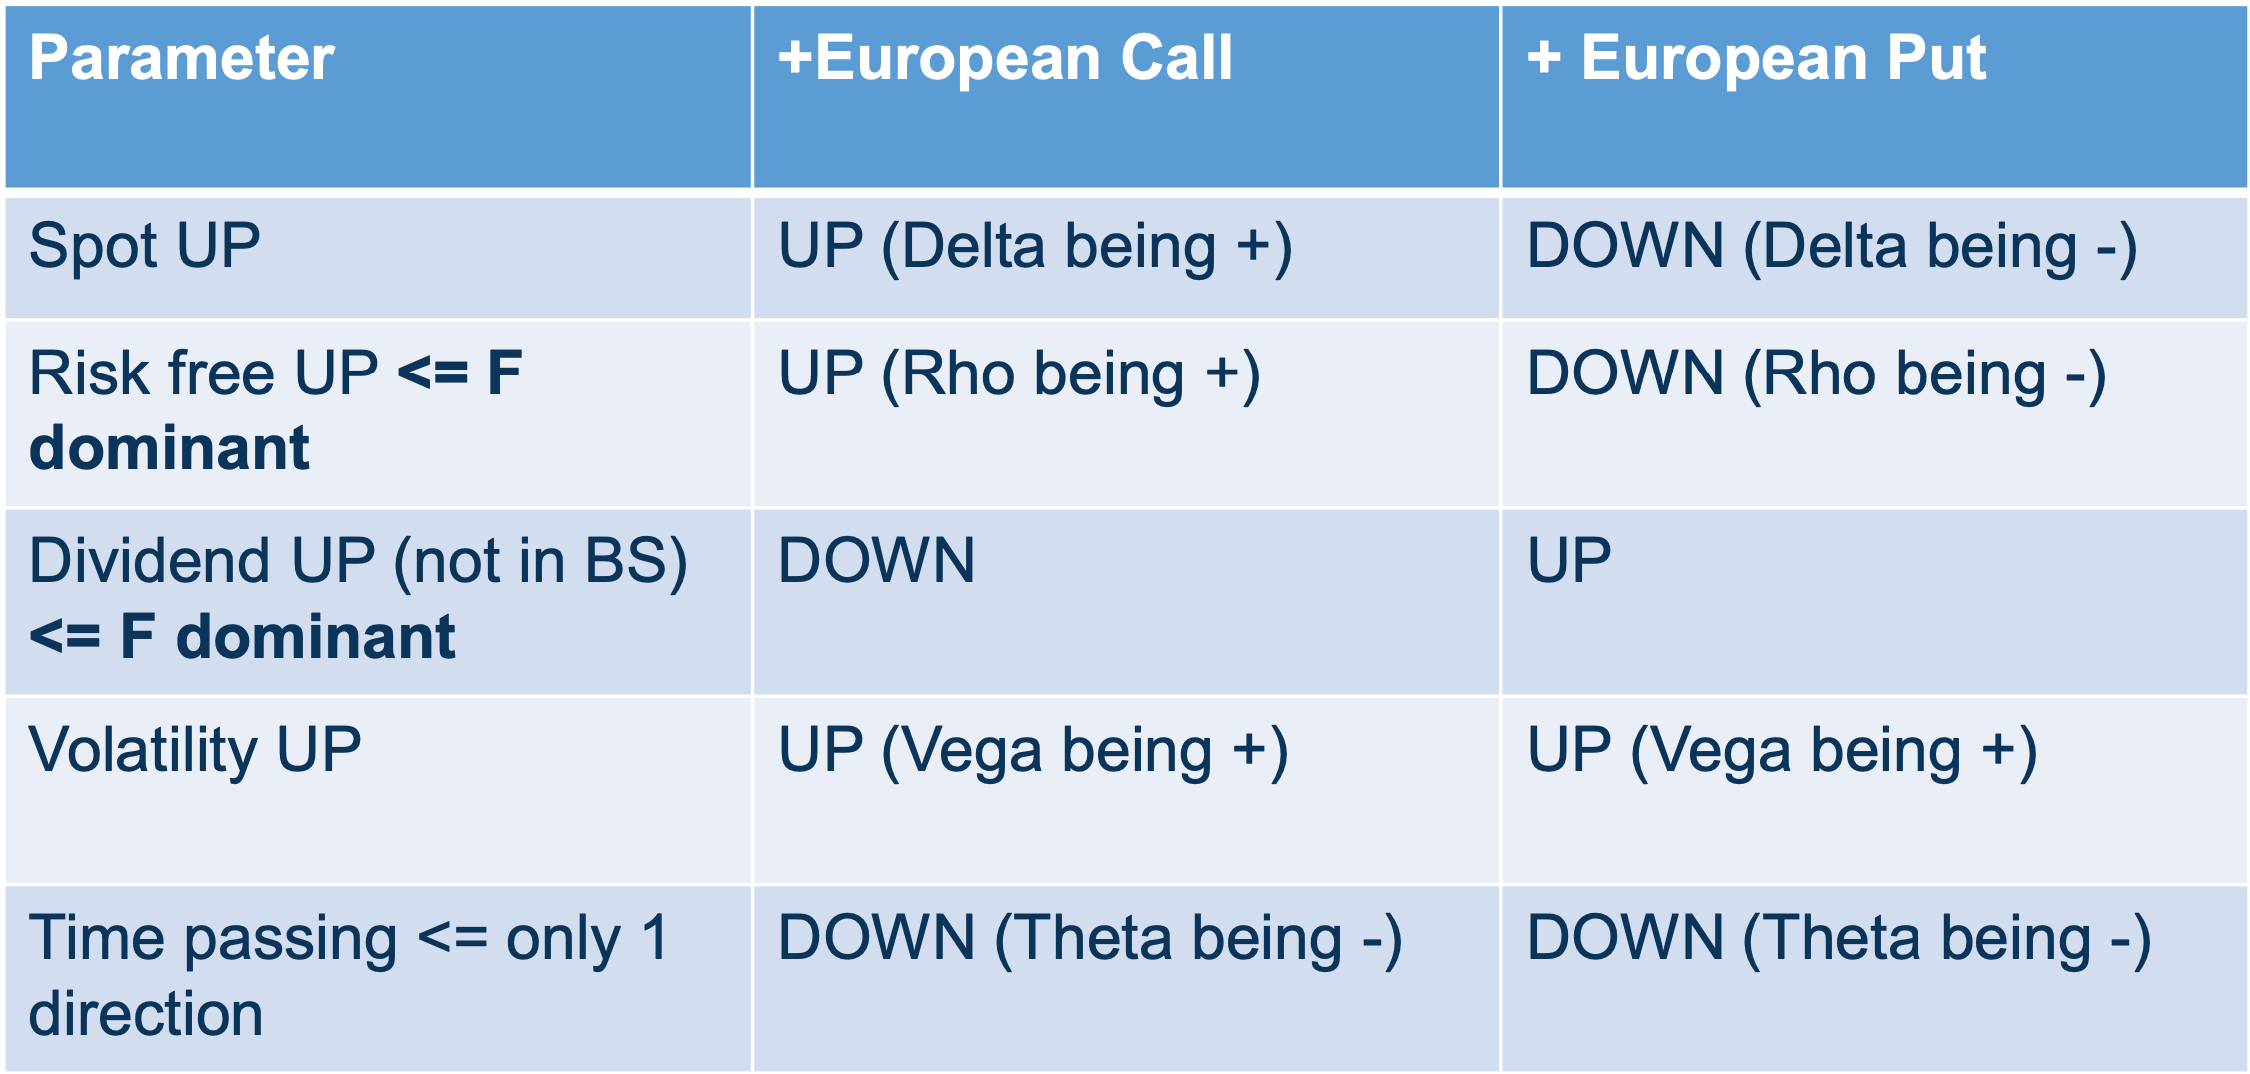 Parameter
+European Call
+ European Put
Spot UP
UP (Delta being +)
DOWN (Delta being -)
Risk free UP <= F
dominant
UP (Rho being +)
DOWN (Rho being -)
Dividend UP (not in BS)
<= F dominant
DOWN
UP
Volatility UP
UP (Vega being +)
UP (Vega being +)
Time passing <= only 1
direction
DOWN (Theta being -)
DOWN (Theta being -)